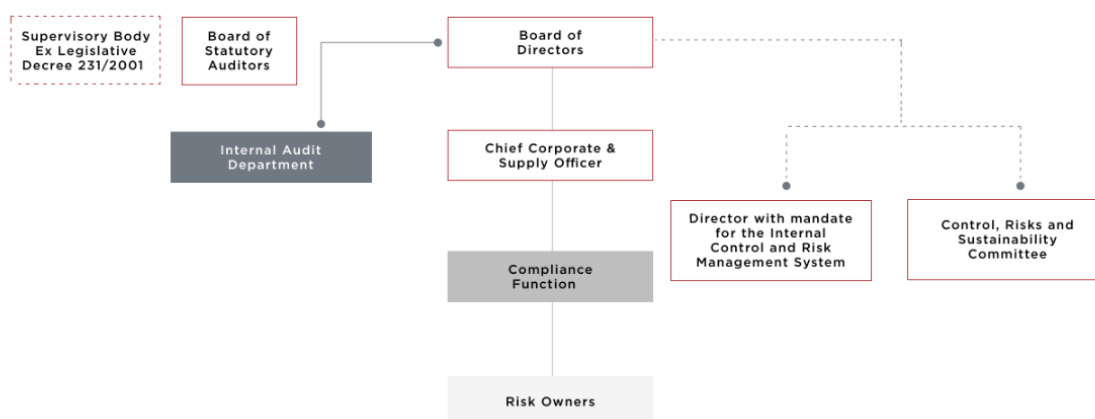 Supervisory Body
Ex Legislative
Decree 231/2001
Board of
Statutory
Auditors
Board of
Directors
Internal Audit
Department
Chief Corporate &
Supply Officer
Director with mandate
for the Internal
Control and Risk
Management System
Control, Risks and
Sustainability
Committee
Compliance
Function
Risk Owners